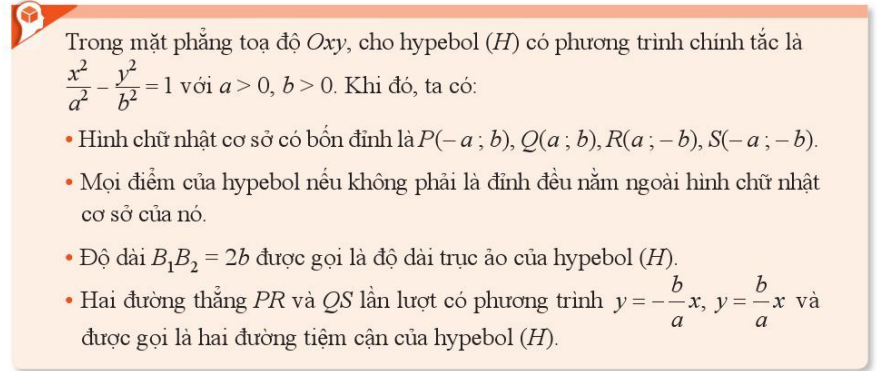 Trong mặt phẳng toạ độ Oxy, cho hypebol (H) có phương trình chính tắc là
x²/a² – y²/b² = 1 với a > 0, b > 0. Khi đó, ta có:
• Hình chữ nhật cơ sở có bốn đỉnh là P(– a ; b), Q(a ; b), R(a ; – b), S(– a ; – b).
• Mọi điểm của hypebol nếu không phải là đỉnh đều nằm ngoài hình chữ nhật
cơ sở của nó.
• Độ dài B₁B₂ = 2b được gọi là độ dài trục ảo của hypebol (H).
• Hai đường thẳng PR và QS lần lượt có phương trình y = – b/a x, y = b/a x và
được gọi là hai đường tiệm cận của hypebol (H).